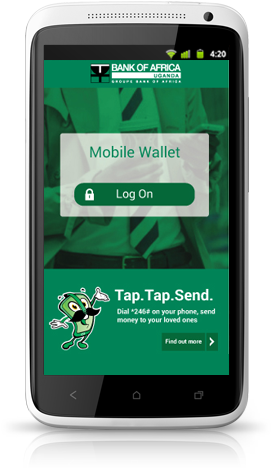 4:20
BANK OF AFRICA
UGANDA
GROUPE BANK OF AFRICA
Mobile Wallet
Log On
Tap.Tap.Send.
Dial *246# on your phone, send
money to your loved ones
Find out more